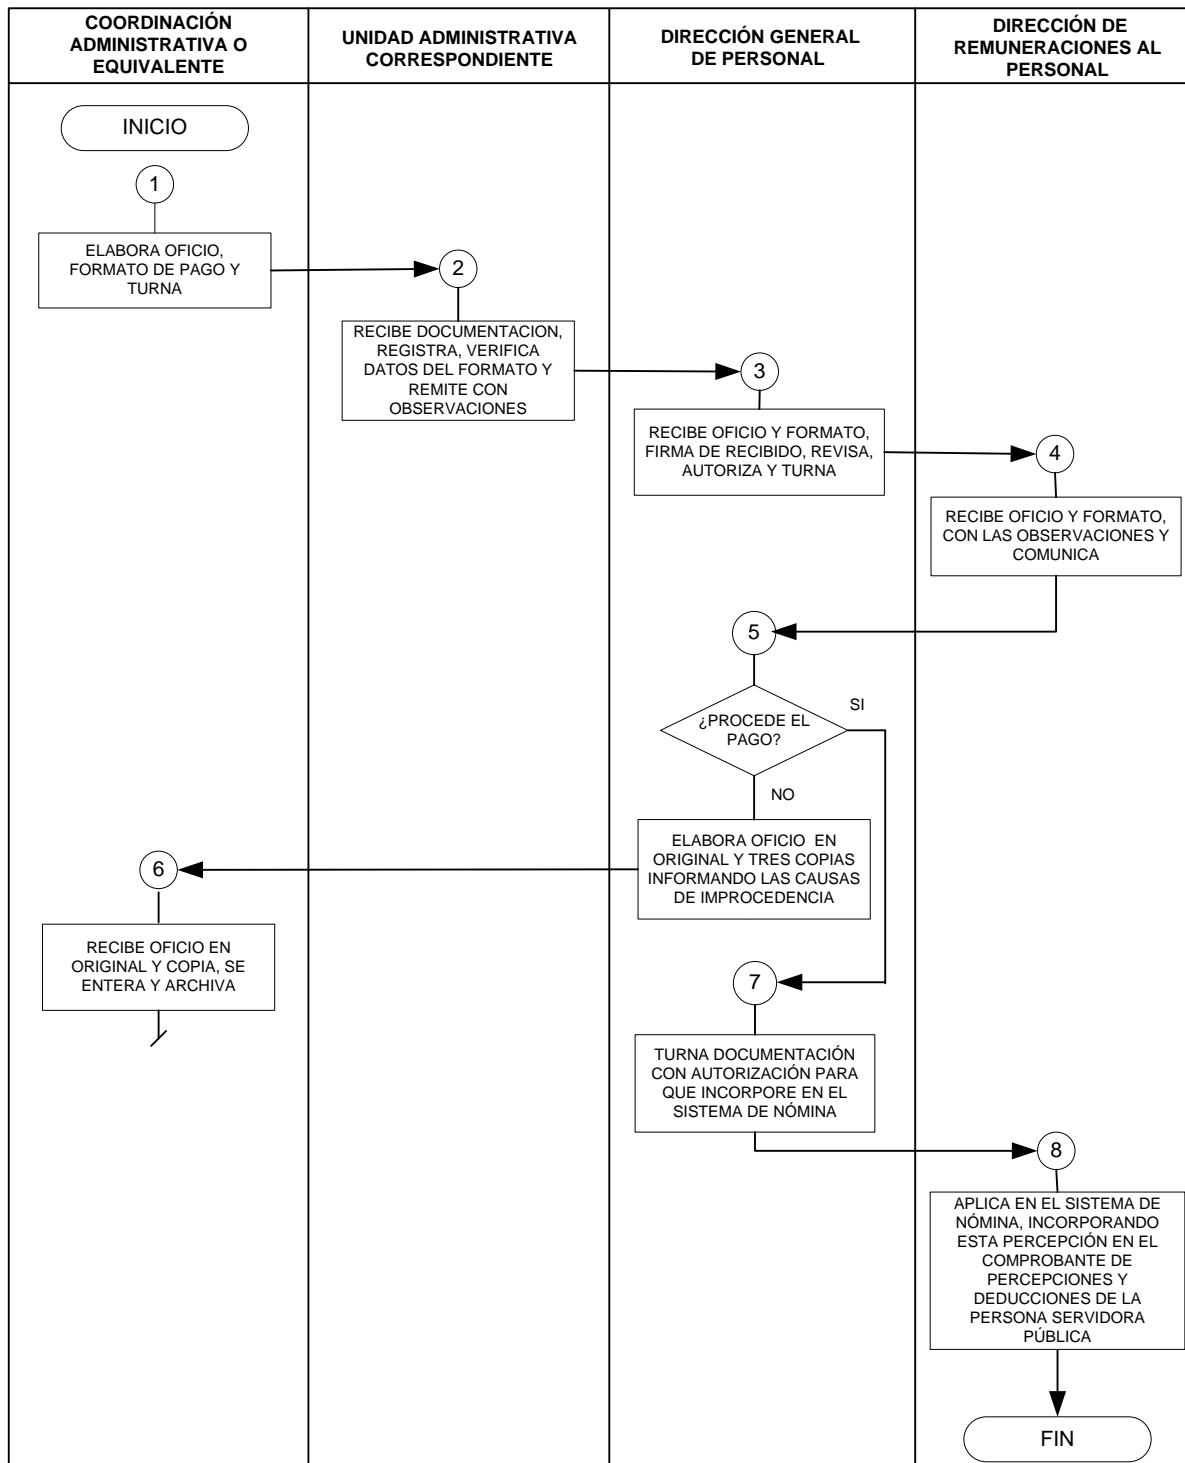 COORDINACIÓN
ADMINISTRATIVA O
EQUIVALENTE
UNIDAD ADMINISTRATIVA
CORRESPONDIENTE
DIRECCIÓN GENERAL
DE PERSONAL
DIRECCIÓN DE
REMUNERACIONES AL
PERSONAL
INICIO
1
ELABORA OFICIO,
FORMATO DE PAGO Y
TURNA
2
RECIBE DOCUMENTACION,
REGISTRA, VERIFICA
DATOS DEL FORMATO Y
REMITE CON
OBSERVACIONES
3
RECIBE OFICIO Y FORMATO,
FIRMA DE RECIBIDO, REVISA,
AUTORIZA Y TURNA
4
RECIBE OFICIO Y FORMATO,
CON LAS OBSERVACIONES Y
COMUNICA
5
¿PROCEDE EL
PAGO?
SI
NO
ELABORA OFICIO  EN
ORIGINAL Y TRES COPIAS
INFORMANDO LAS CAUSAS
DE IMPROCEDENCIA
6
RECIBE OFICIO EN
ORIGINAL Y COPIA, SE
ENTERA Y ARCHIVA
7
TURNA DOCUMENTACIÓN
CON AUTORIZACIÓN PARA
QUE INCORPORE EN EL
SISTEMA DE NÓMINA
8
APLICA EN EL SISTEMA DE
NÓMINA, INCORPORANDO
ESTA PERCEPCIÓN EN EL
COMPROBANTE DE
PERCEPCIONES Y
DEDUCCIONES DE LA
PERSONA SERVIDORA
PÚBLICA
FIN